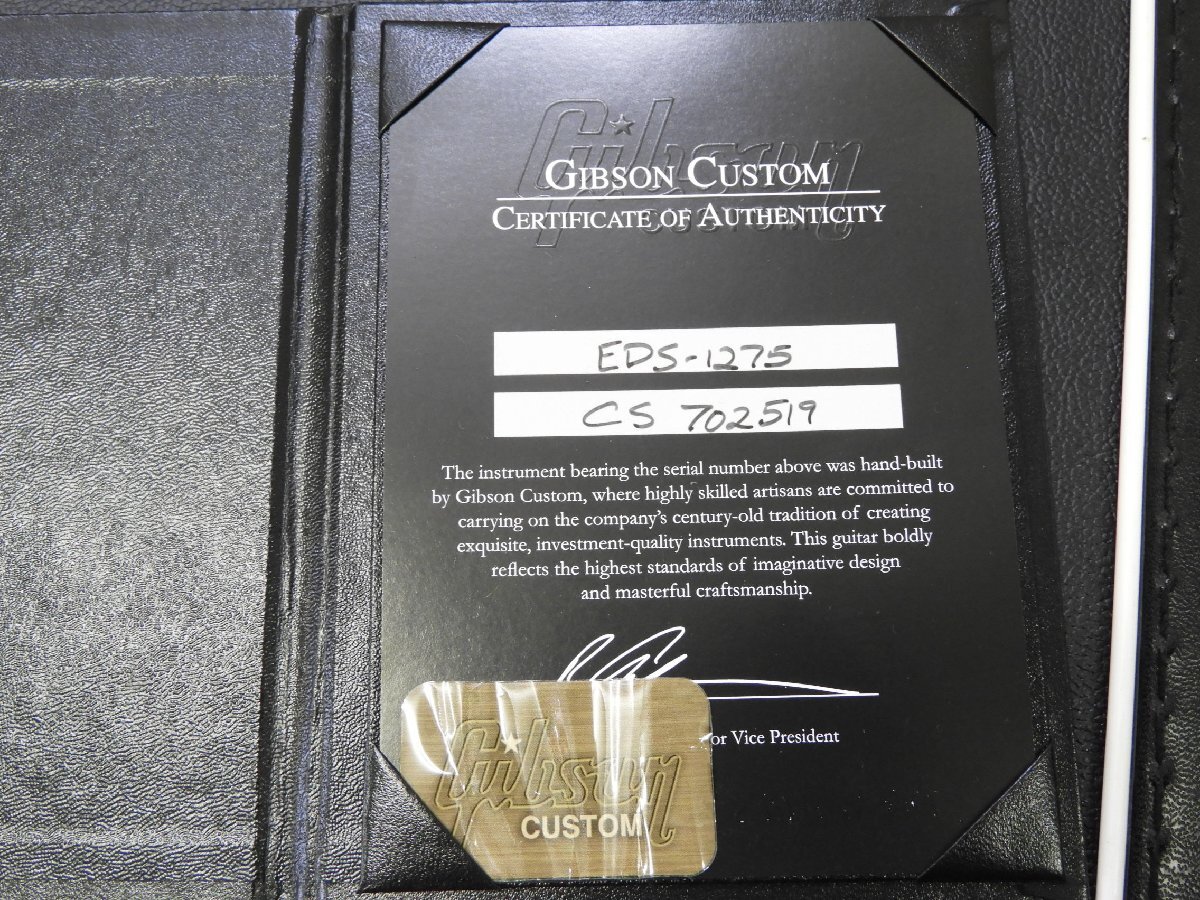 Gibson
CUSTOM
GIBSON CUSTOM
CERTIFICATE OF AUTHENTICITY
EDS-1275
CS 702519
The instrument bearing the serial number above was hand-built
by Gibson Custom, where highly skilled artisans are committed to
carrying on the company's century-old tradition of creating
exquisite, investment-quality instruments. This guitar boldly
reflects the highest standards of imaginative design
and masterful craftsmanship.
or Vice President
Gibson
CUSTOM